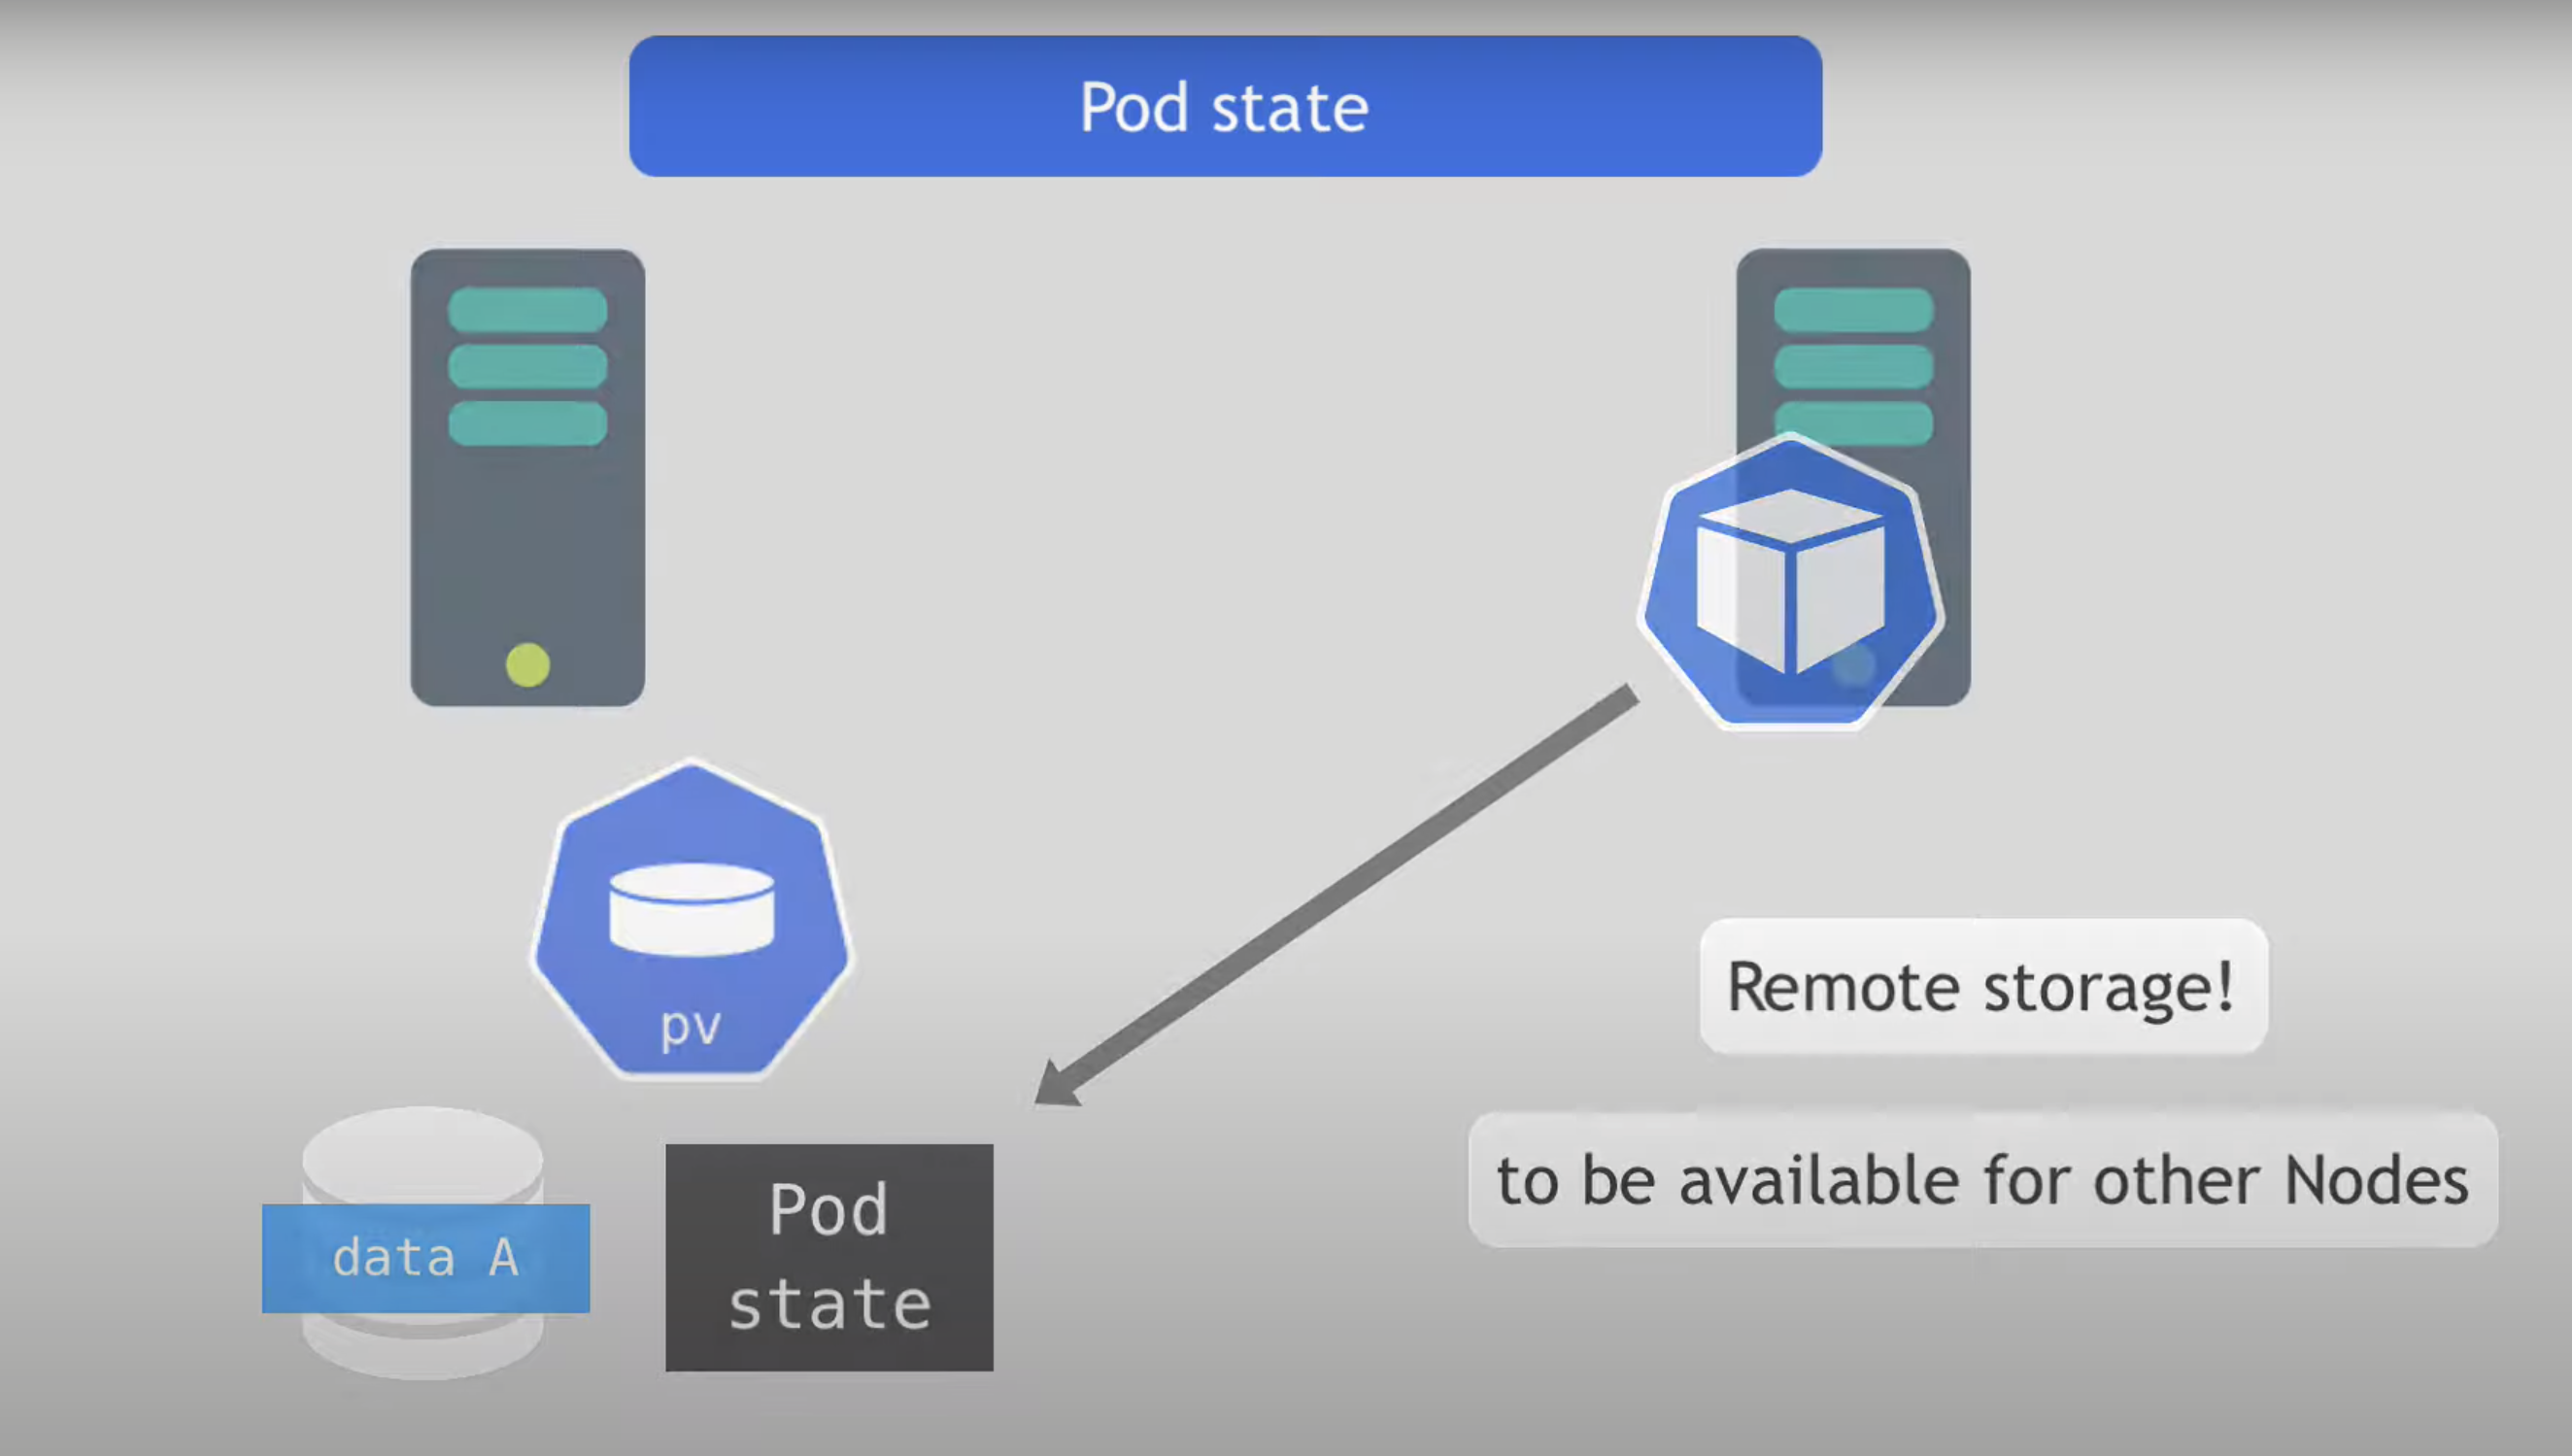 Pod state
pv
Remote storage!
to be available for other Nodes
data A
Pod
state